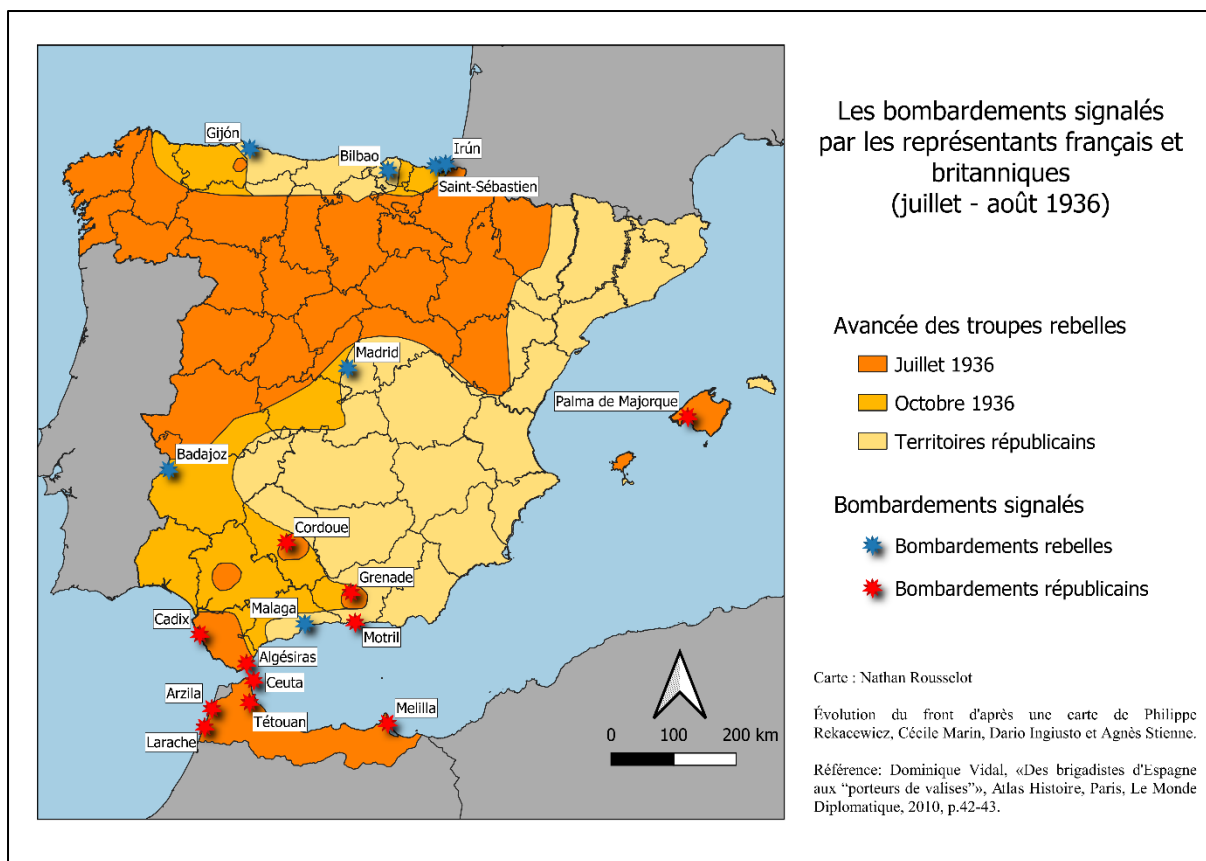 Les bombardements signalés
par les représentants français et
britanniques
(juillet - août 1936)
Avancée des troupes rebelles
Juillet 1936
Octobre 1936
Territoires républicains
Bombardements signalés
Bombardements rebelles
Bombardements républicains
Carte : Nathan Rousselot
Évolution du front d'après une carte de Philippe
Rekacewiez, Cécile Marin, Dario Ingiusto et Agnès Stienne.
Référence: Dominique Vidal, «Des brigadistes d'Espagne
aux “porteurs de valises”», Atlas Histoire, Paris, Le Monde
Diplomatique, 2010, p.42-43.
Gijón
Bilbao
Irún
Saint-Sébastien
Madrid
Palma de Majorque
Badajoz
Cordoue
Grenade
Malaga
Cadix
Motril
Algésiras
Ceuta
Arzila
Tétouan
Melilla
Larache
0 100 200 km